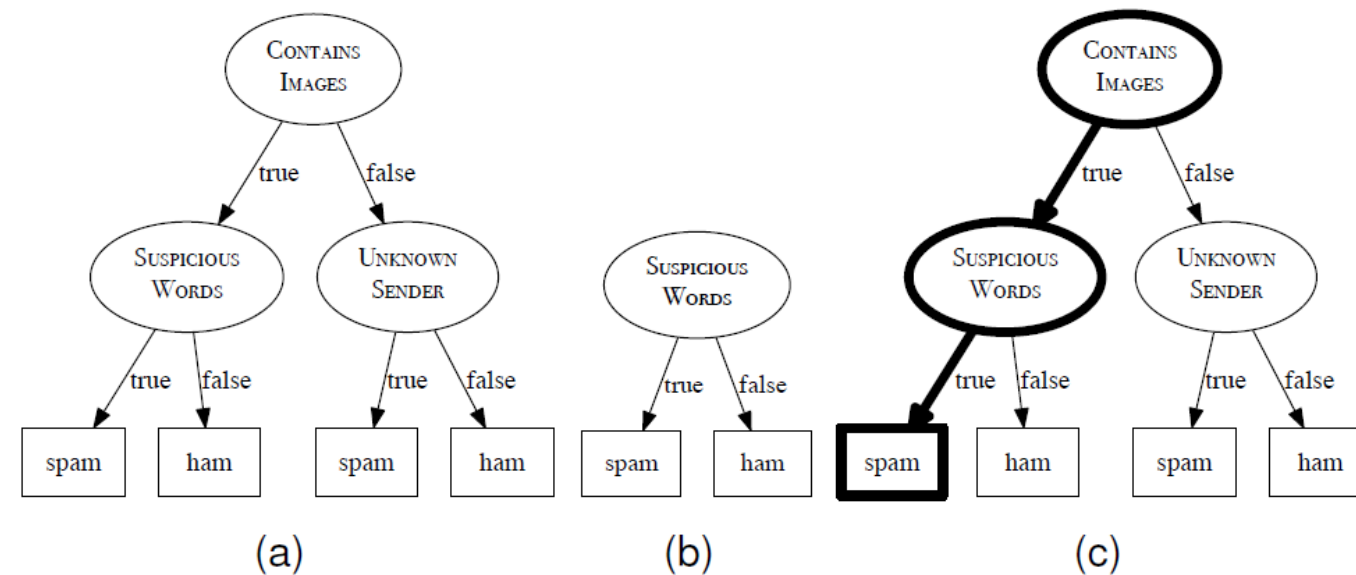 CONTAINS
IMAGES
true
false
SUSPICIOUS
WORDS
UNKNOWN
SENDER
true
false
true
false
spam
ham
spam
ham
(a)
SUSPICIOUS
WORDS
true
false
spam
ham
(b)
CONTAINS
IMAGES
true
false
SUSPICIOUS
WORDS
UNKNOWN
SENDER
true
false
true
false
spam
ham
spam
ham
(c)